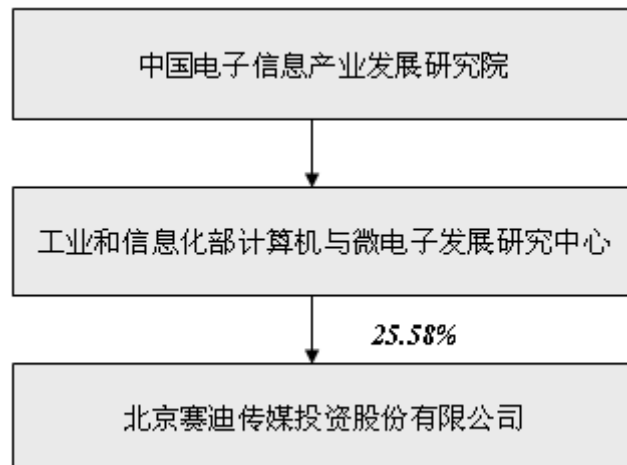 中国电子信息产业发展研究院
工业和信息化部计算机与微电子发展研究中心
25.58%
北京赛迪传媒投资股份有限公司